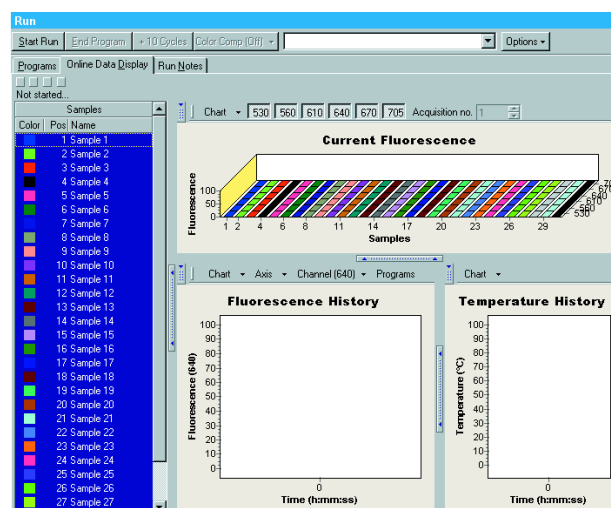 Run
Start Run End Program + 10 Cycles Color Comp (Off) Options
Programs Online Data Display Run Notes
Not started...
Samples
Color Pos Name
1 Sample 1
2 Sample 2
3 Sample 3
4 Sample 4
5 Sample 5
6 Sample 6
7 Sample 7
8 Sample 8
9 Sample 9
10 Sample 10
11 Sample 11
12 Sample 12
13 Sample 13
14 Sample 14
15 Sample 15
16 Sample 16
17 Sample 17
18 Sample 18
19 Sample 19
20 Sample 20
21 Sample 21
22 Sample 22
23 Sample 23
24 Sample 24
25 Sample 25
26 Sample 26
27 Sample 27
Chart 530 560 610 640 670 705 Acquisition no. 1
Current Fluorescence
Fluorescence
100
50
0
1 2 4 6 8 11 14 17 20 23 26 29
Samples
670
640
610
560
530
Chart Axis Channel (640) Programs
Fluorescence History
Fluorescence (640)
100
90
80
70
60
50
40
30
20
10
0
0
Time (h:mm:ss)
Chart
Temperature History
Temperature (°C)
100
90
80
70
60
50
40
30
20
10
0
0
Time (h:mm:ss)